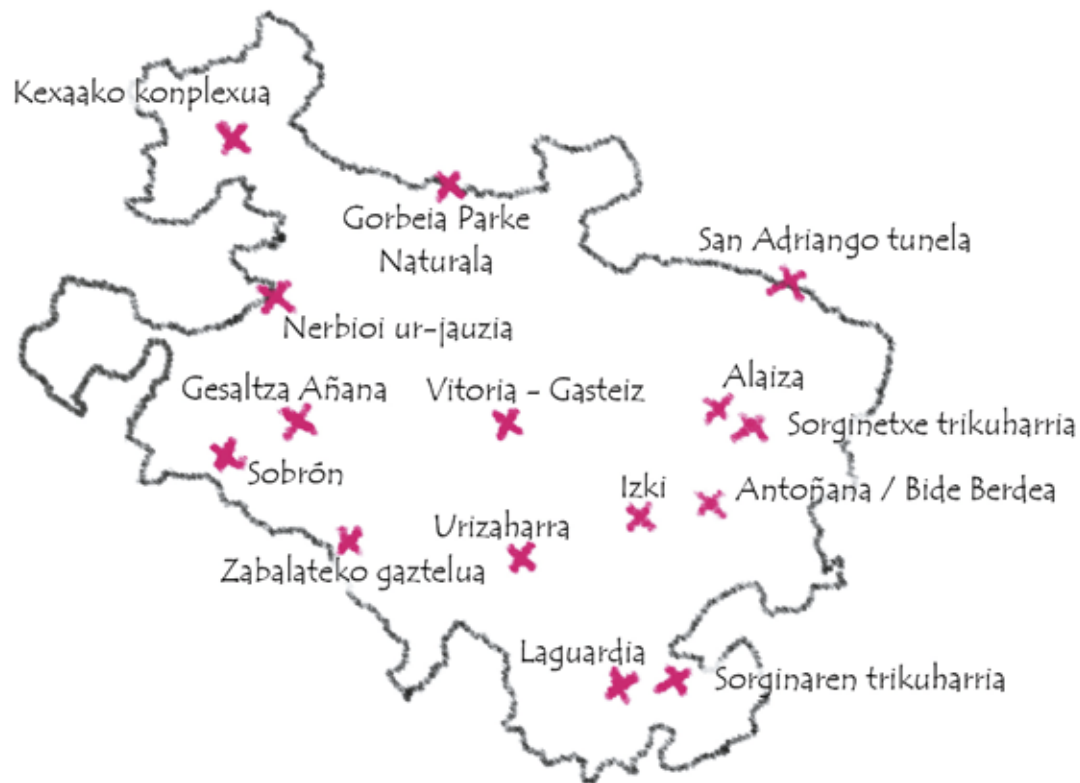 Kexaako konplexua
Gorbeia Parke
Naturala
San Adriango tunela
Nerbioi ur-jauzia
Gesaltza Añana
Vitoria - Gasteiz
Alaiza
Sorginetxe trikuharria
Sobrón
Izki
Antoñana / Bide Berdea
Urizaharra
Zabalateko gaztelua
Laguardia
Sorginaren trikuharria